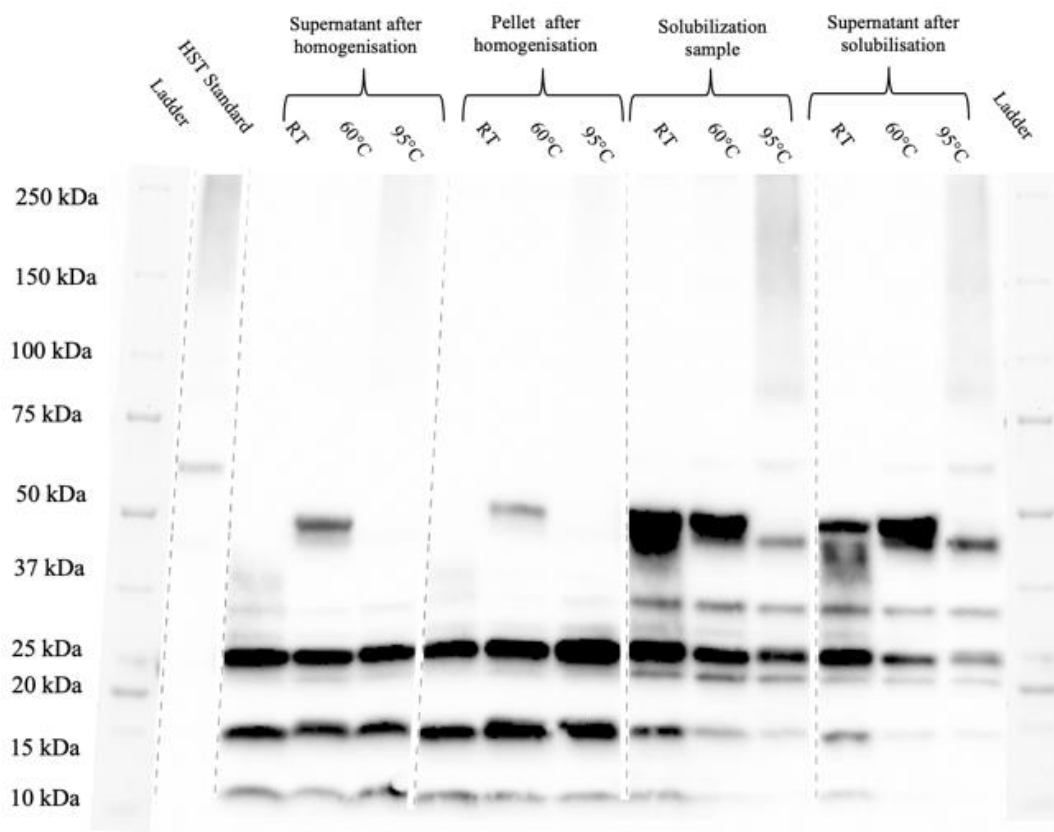 Supernatant after
homogenisation
Pellet after
homogenisation
Solubilization
sample
Supernatant after
solubilisation
Ladder
HST Standard
RT
60°C
95°C
RT
60°C
95°C
RT
60°C
95°C
RT
60°C
95°C
Ladder
250 kDa
150 kDa
100 kDa
75 kDa
50 kDa
37 kDa
25 kDa
20 kDa
15 kDa
10 kDa